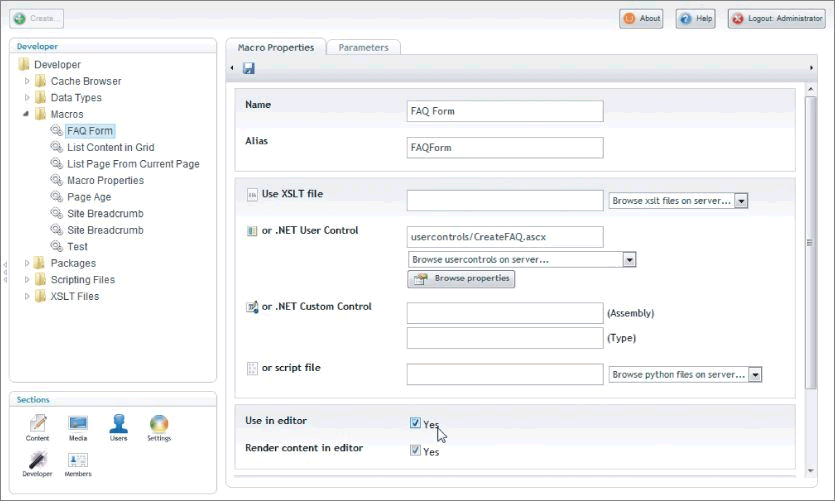 Create...
About
Help
Logout: Administrator
Developer
Developer
Cache Browser
Data Types
Macros
FAQ Form
List Content in Grid
List Page From Current Page
Macro Properties
Page Age
Site Breadcrumb
Site Breadcrumb
Test
Packages
Scripting Files
XSLT Files
Sections
Content
Media
Users
Settings
Developer
Members
Macro Properties
Parameters
Name
FAQ Form
Alias
FAQForm
Use XSLT file
Browse xslt files on server...
or .NET User Control
usercontrols/CreateFAQ.ascx
Browse usercontrols on server...
Browse properties
or .NET Custom Control
(Assembly)
(Type)
or script file
Browse python files on server...
Use in editor
Yes
Render content in editor
Yes